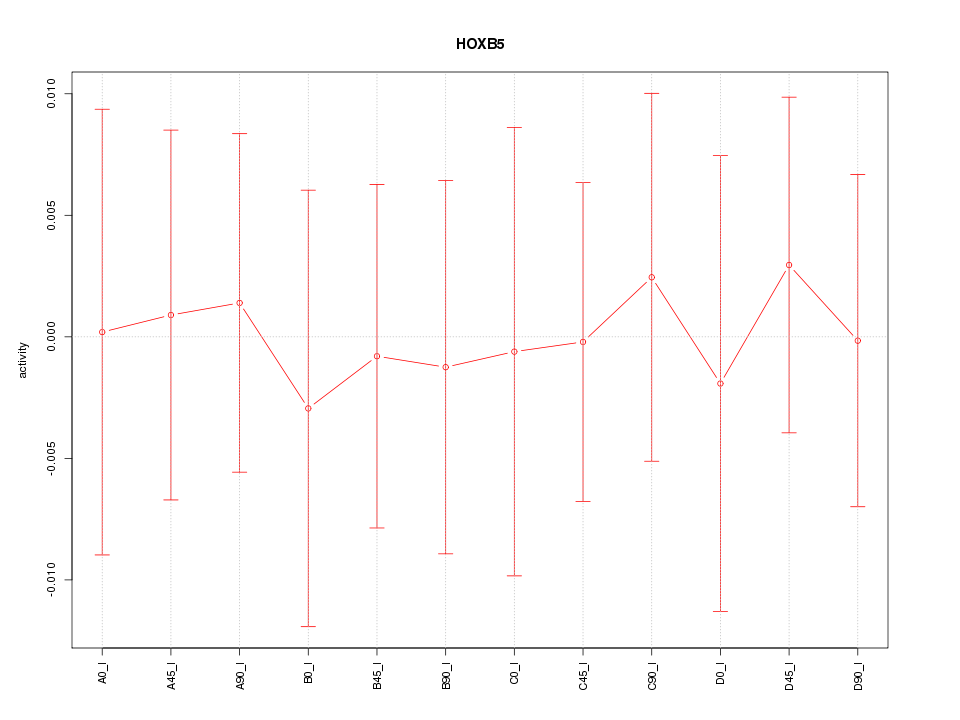 HOXB5
activity
0.010
0.005
0.000
-0.005
-0.010
A0_I
A45_I
A90_I
B0_I
B45_I
B90_I
C0_I
C45_I
C90_I
D0_I
D45_I
D90_I